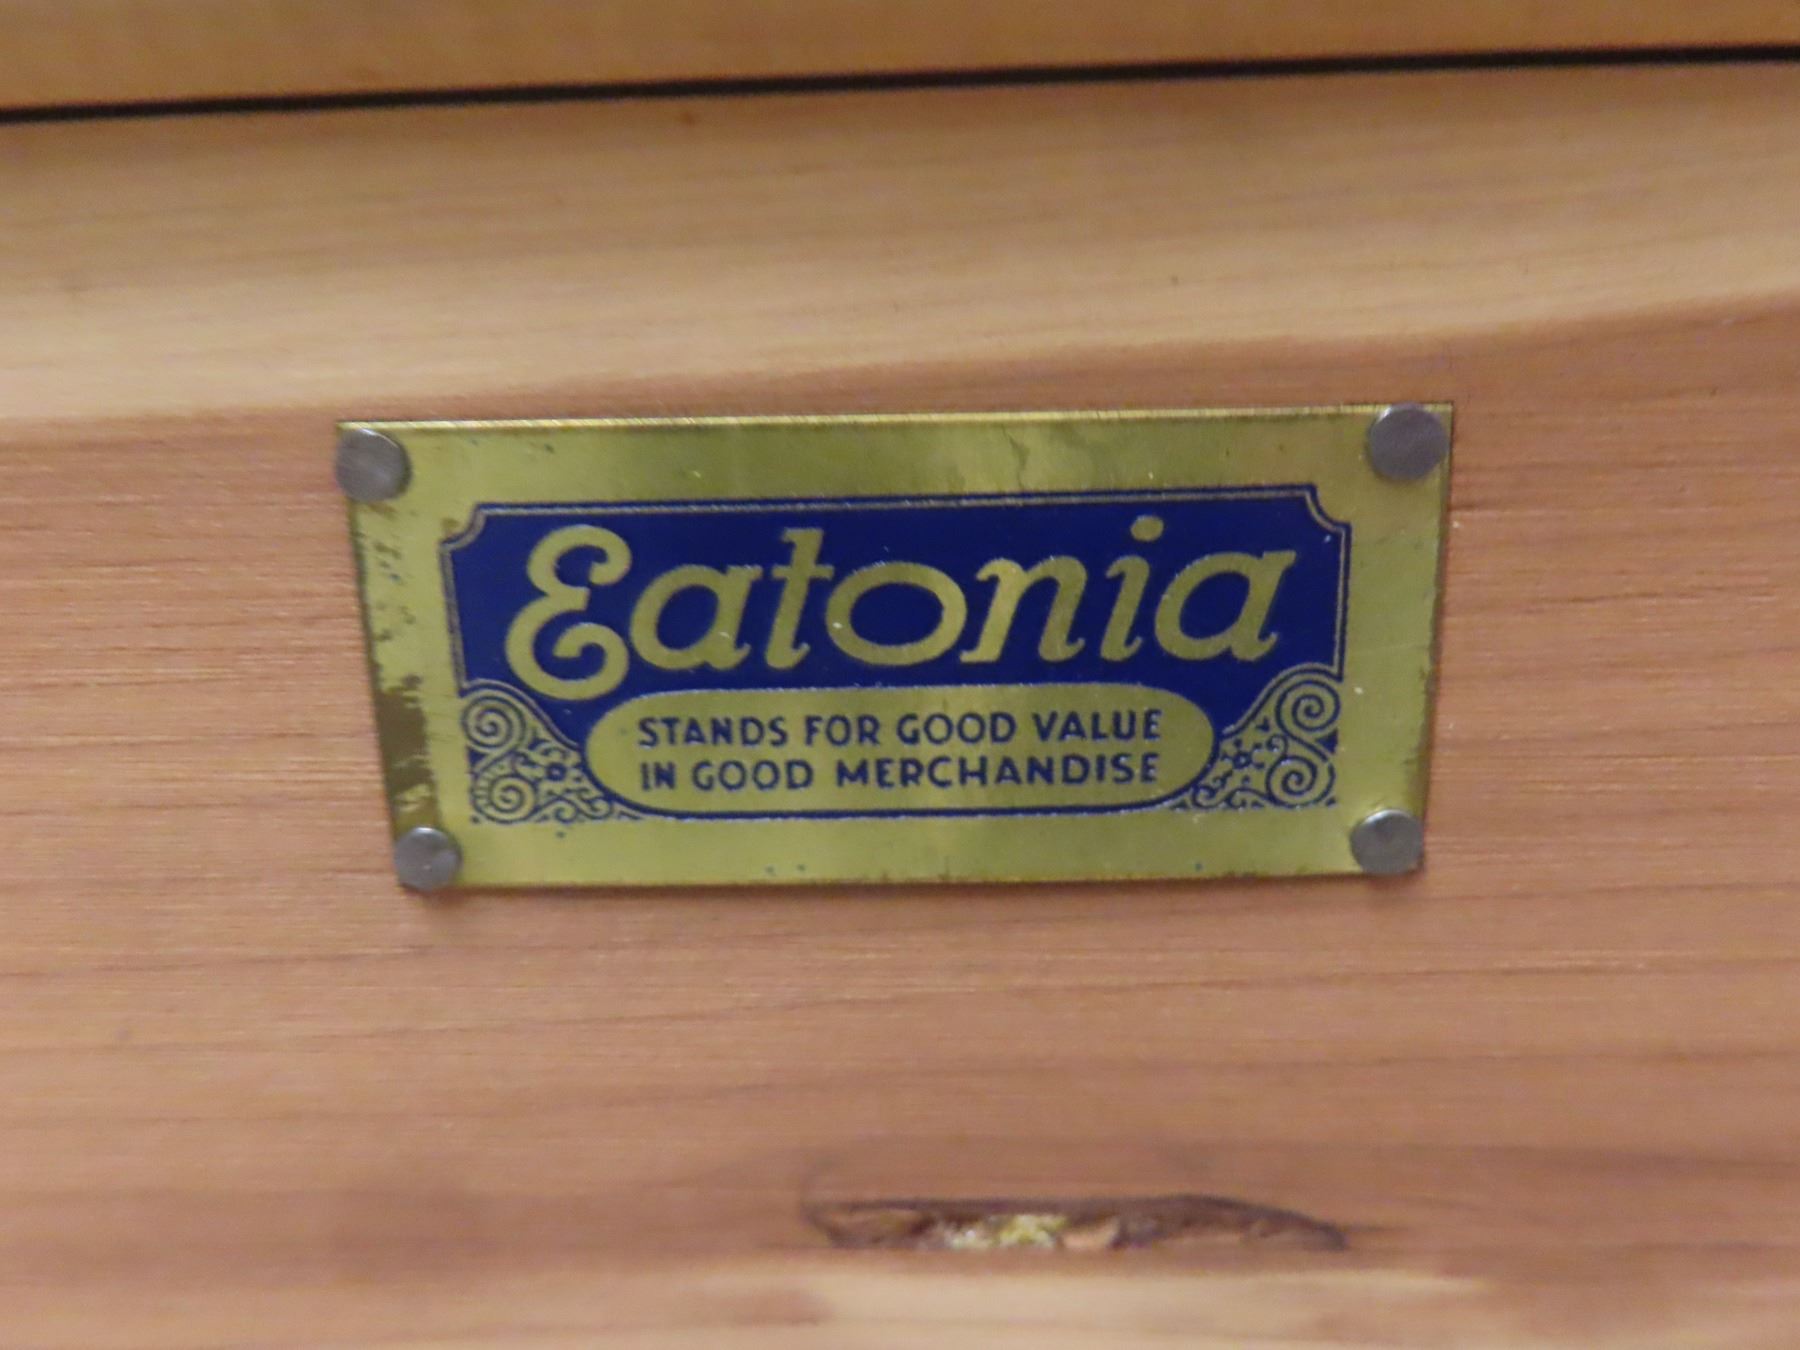 Eatonia
STANDS FOR GOOD VALUE
IN GOOD MERCHANDISE